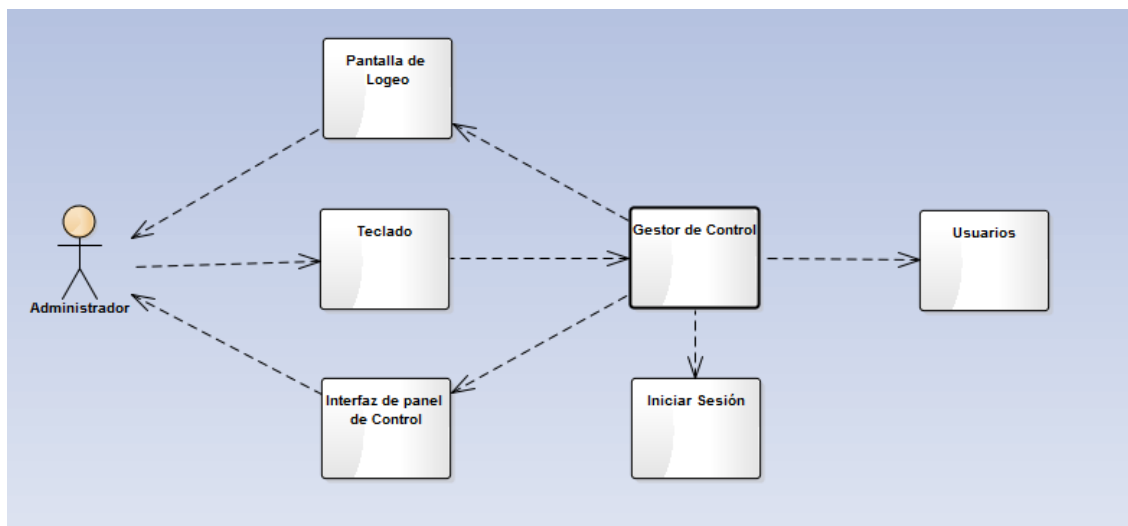 Pantalla de
Logeo
Teclado
Gestor de Control
Usuarios
Administrador
Interfaz de panel
de Control
Iniciar Sesión